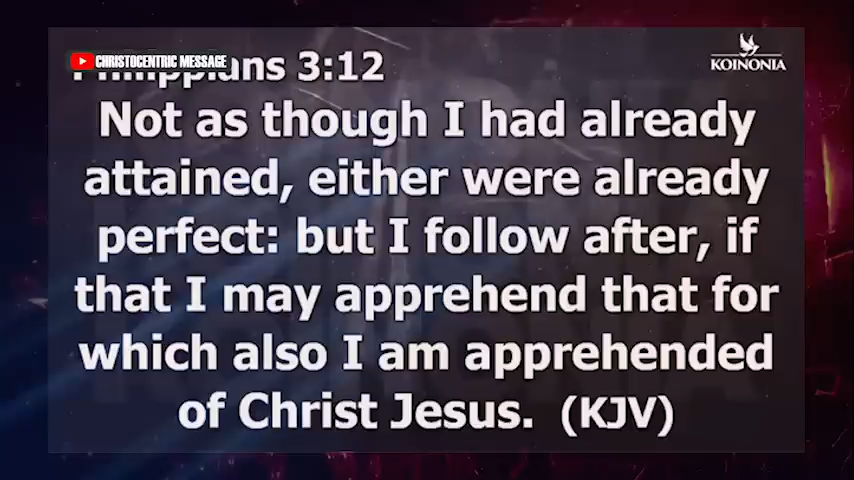 CHRISTOCENTRIC MESSAGE
Philippians 3:12
KOINONIA
Not as though I had already
attained, either were already
perfect: but I follow after, if
that I may apprehend that for
which also I am apprehended
of Christ Jesus. (KJV)